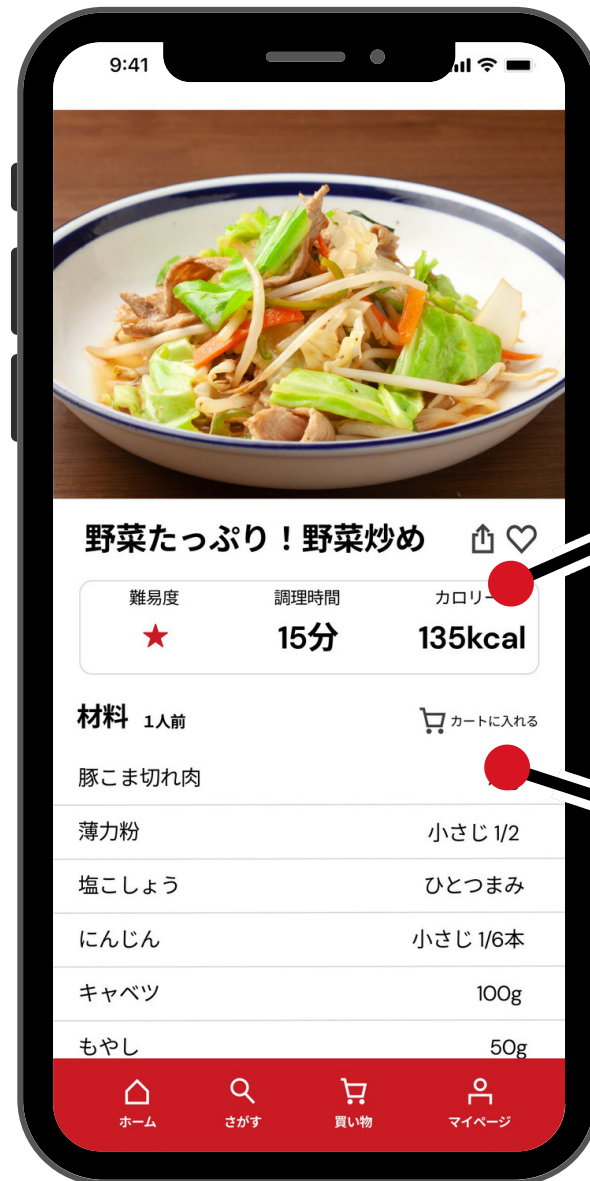 9:41
野菜たっぷり！野菜炒め
難易度 調理時間 カロリー
★ 15分 135kcal
材料 1人前 カートに入れる
豚こま切れ肉
薄力粉 小さじ 1/2
塩こしょう ひとつまみ
にんじん 小さじ 1/6本
キャベツ 100g
もやし 50g
ホーム さがす 買い物 マイページ